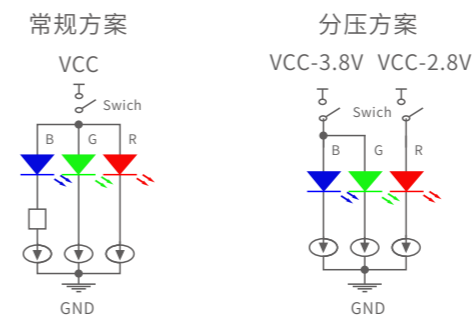 常规方案
VCC
Swich
B G R
GND
分压方案
VCC-3.8V VCC-2.8V
Swich
B G R
GND